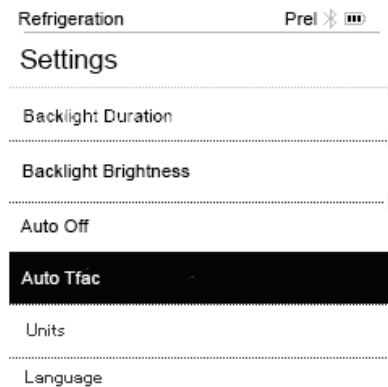 Refrigeration Prel
Settings
Backlight Duration
Backlight Brightness
Auto Off
Auto Tfac
Units
Language